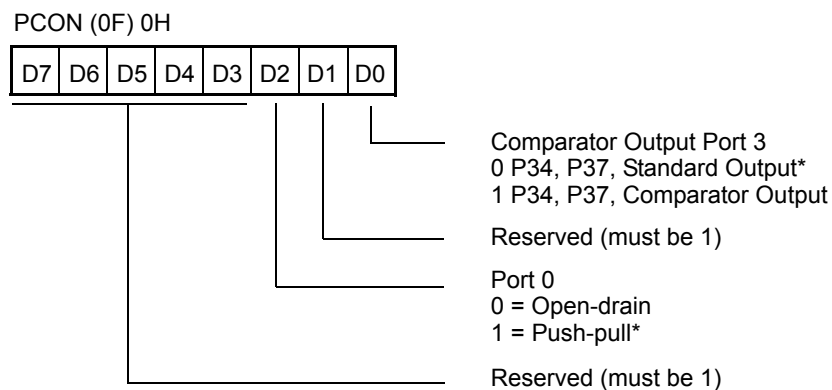 PCON (0F) 0H
D7 D6 D5 D4 D3 D2 D1 D0
Comparator Output Port 3
0 P34, P37, Standard Output*
1 P34, P37, Comparator Output
Reserved (must be 1)
Port 0
0 = Open-drain
1 = Push-pull*
Reserved (must be 1)